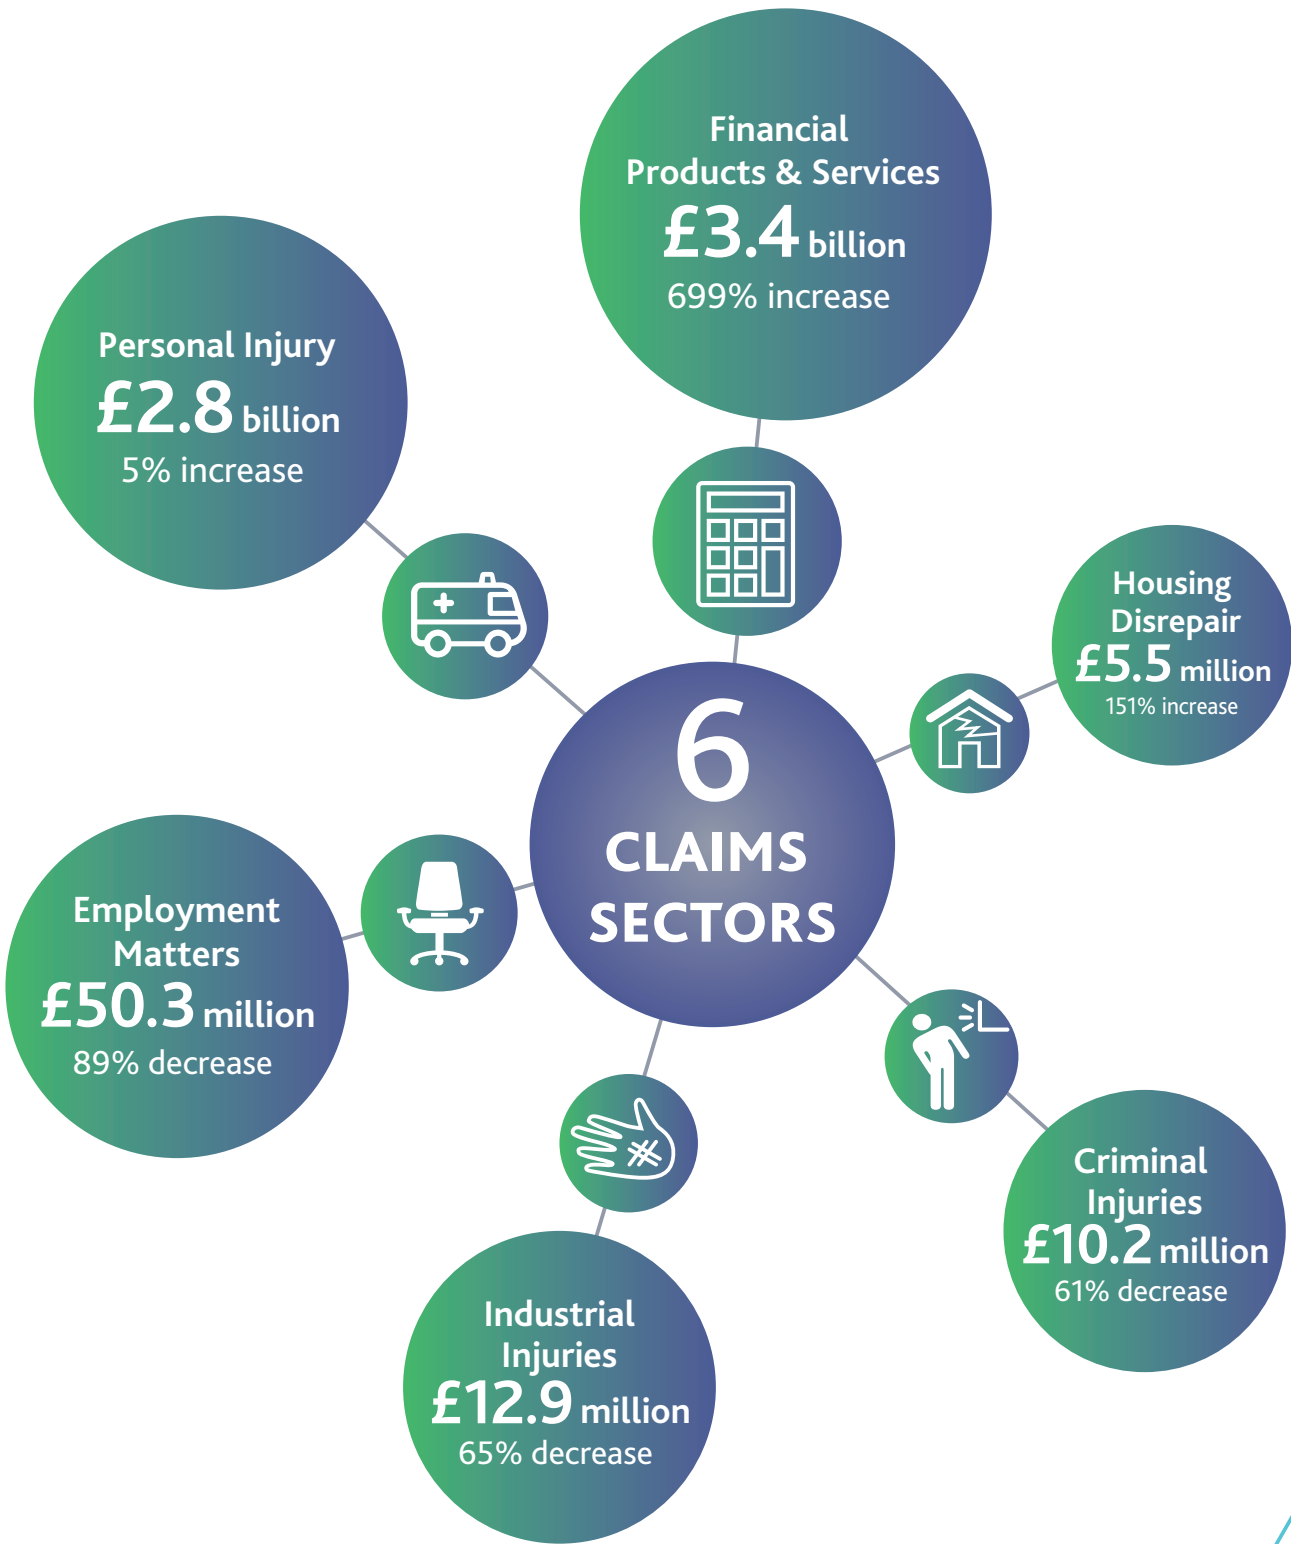 Financial
Products & Services
£3.4 billion
699% increase
Personal Injury
£2.8 billion
5% increase
Housing
Disrepair
£5.5 million
151% increase
6
CLAIMS
SECTORS
Employment
Matters
£50.3 million
89% decrease
Criminal
Injuries
£10.2 million
61% decrease
Industrial
Injuries
£12.9 million
65% decrease